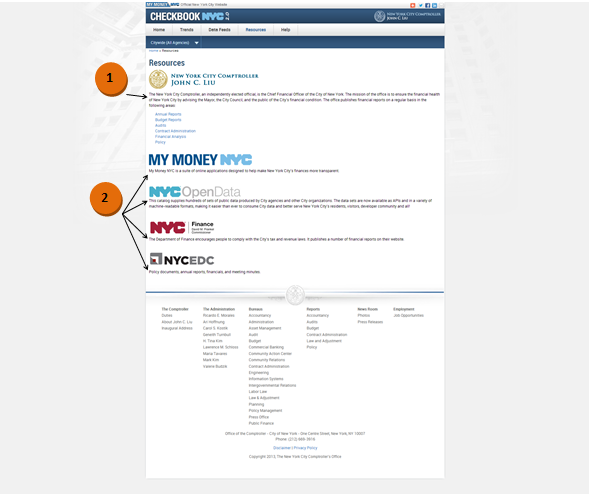 MY MONEY NYC Official New York City Website
CHECKBOOK NYC 2.0
NEW YORK CITY COMPTROLLER
JOHN C. LIU
Home Trends Data Feeds Resources Help
Citywide (All Agencies)
Home › Resources
Resources
1
NEW YORK CITY COMPTROLLER
JOHN C. LIU
The New York City Comptroller, an independently elected official, is the Chief Financial Officer of the City of New York. The mission of the office is to ensure the financial health
of New York City by advising the Mayor, the City Council, and the public of the City's financial condition. The office publishes financial reports on a regular basis in the
following areas:
Annual Reports
Budget Reports
Audits
Contract Administration
Financial Analysis
Policy
MY MONEY NYC
My Money NYC is a suite of online applications designed to help make New York City's finances more transparent.
2
NYC OpenData
This catalog supplies hundreds of sets of public data produced by City agencies and other City organizations. The data sets are now available as APIs and in a variety of
machine-readable formats, making it easier than ever to consume City data and better serve New York City's residents, visitors, developer community and all!
NYC Finance
David M. Frankel
Commissioner
The Department of Finance encourages people to comply with the City's tax and revenue laws. It publishes a number of financial reports on their website.
NYCEDC
Policy documents, annual reports, financials, and meeting minutes
The Comptroller The Administration Bureaus Reports News Room Employment
Duties Ricardo E. Morales Accountancy Accountancy Photos Job Opportunities
About John C. Liu Ari Hoffnung Administration Audits Press Releases
Inaugural Address Carol S. Kostik Asset Management Budget
Geneith Turnbull Audit Contract Administration
H. Tina Kim Budget Law and Adjustment
Lawrence M. Schloss Commercial Banking Policy
Maria Tavares Community Action Center
Mark Kim Community Relations
Valerie Budzik Contract Administration
Engineering
Information Systems
Intergovernmental Relations
Labor Law
Law & Adjustment
Planning
Policy Management
Press Office
Public Finance
Office of the Comptroller - City of New York - One Centre Street, New York, NY 10007
Phone: (212) 669-3916
Disclaimer | Privacy Policy
Copyright 2013, The New York City Comptroller's Office